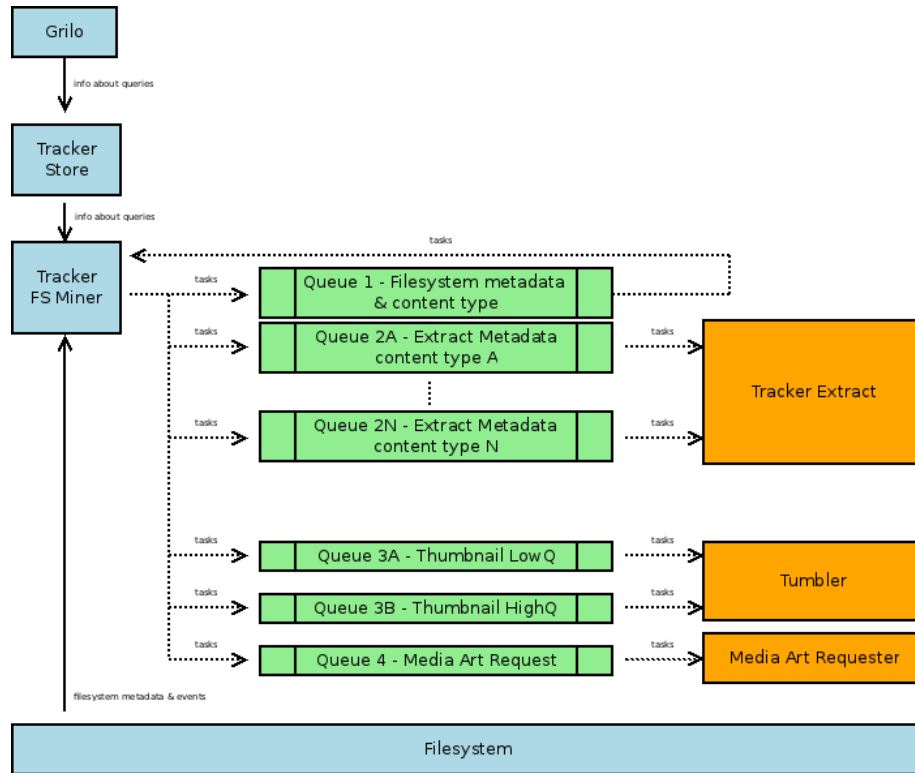 Grilo
info about queries
Tracker
Store
info about queries
tasks
Tracker
FS Miner
tasks
Queue 1 - Filesystem metadata
& content type
tasks
Queue 2A - Extract Metadata
content type A
tasks
Tracker Extract
tasks
Queue 2N - Extract Metadata
content type N
tasks
tasks
Queue 3A - Thumbnail LowQ
tasks
Tumbler
tasks
Queue 3B - Thumbnail HighQ
tasks
tasks
Queue 4 - Media Art Request
tasks
Media Art Requester
filesystem metadata & events
Filesystem